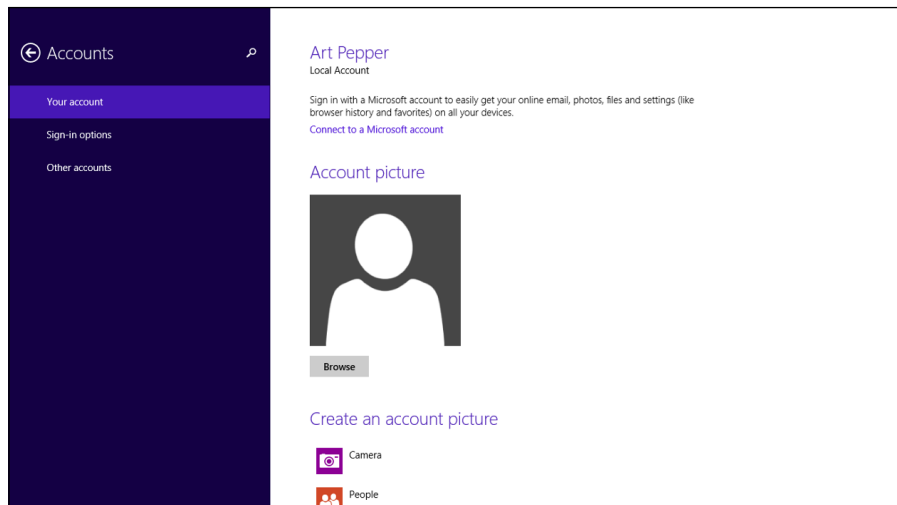 Accounts
Your account
Sign-in options
Other accounts
Art Pepper
Local Account
Sign in with a Microsoft account to easily get your online email, photos, files and settings (like
browser history and favorites) on all your devices.
Connect to a Microsoft account
Account picture
Browse
Create an account picture
Camera
People